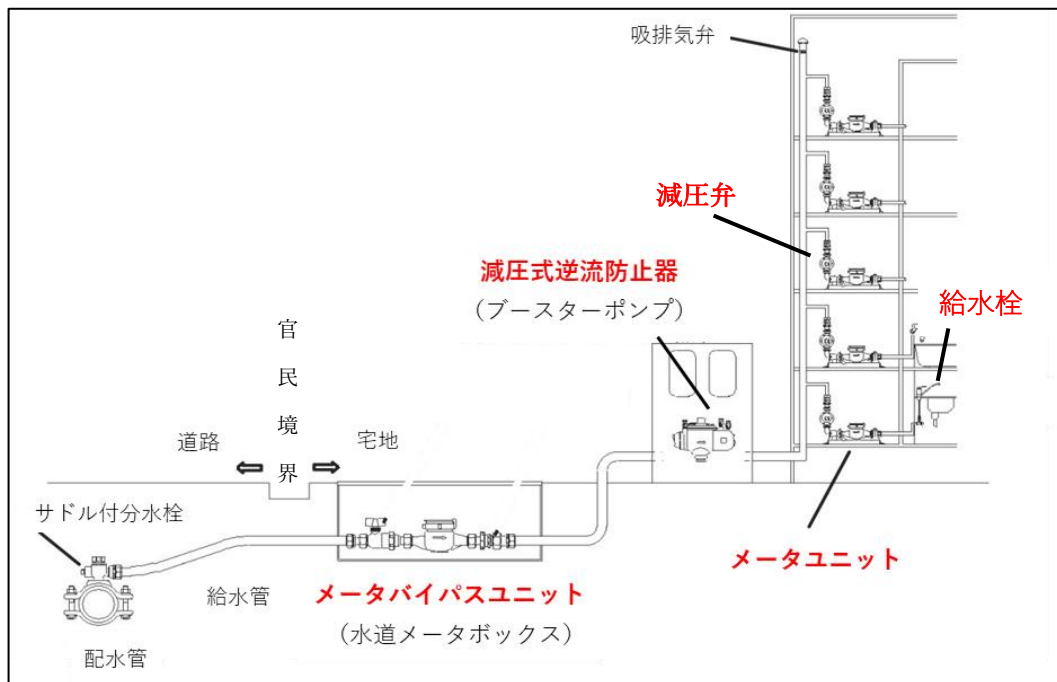 吸排気弁
減圧弁
減圧式逆流防止器
（ブースターポンプ）
給水栓
官民境界
道路
宅地
サドル付分水栓
メータユニット
給水管
メータバイパスユニット
（水道メータボックス）
配水管